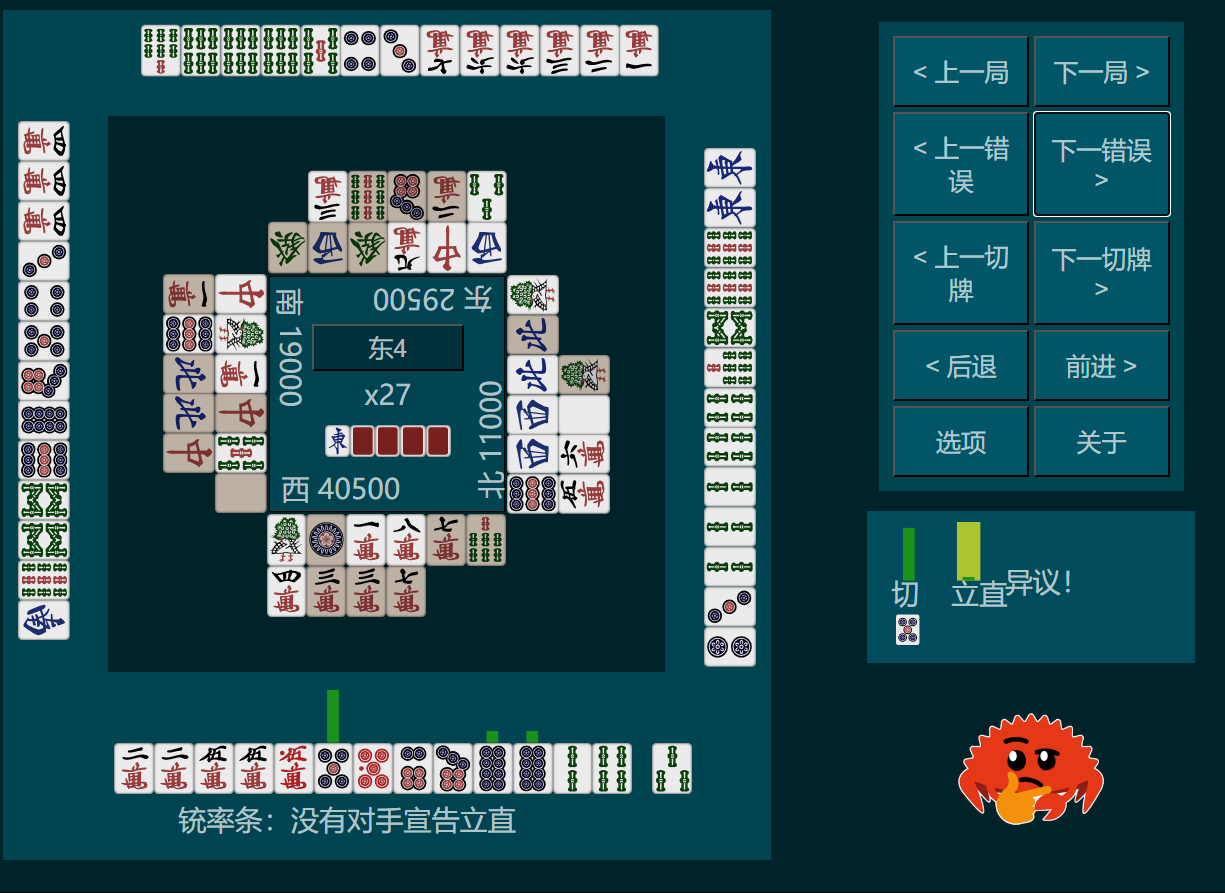 < 上一局
下一局 >
< 上一错
误
下一错误
>
< 上一切
牌
下一切牌
>
< 后退
前进 >
选项
关于
东 29500
南 19000
东4
x27
北 11000
西 40500
切
立直
异议！
铳率条：没有对手宣告立直